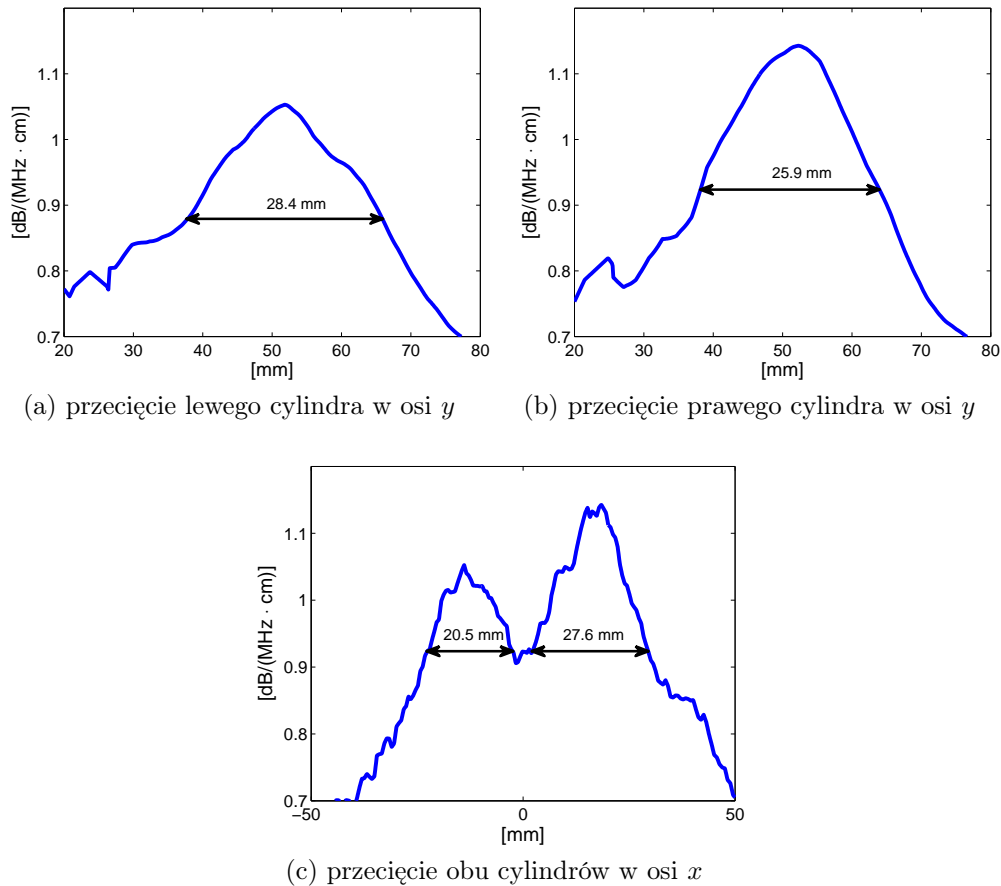 1.1
1
0.9
0.8
0.7
[dB/(MHz · cm)]
28.4 mm
20 30 40 50 60 70 80
[mm]
(a) przecięcie lewego cylindra w osi y
1.1
1
0.9
0.8
0.7
[dB/(MHz · cm)]
25.9 mm
20 30 40 50 60 70 80
[mm]
(b) przecięcie prawego cylindra w osi y
1.1
1
0.9
0.8
0.7
[dB/(MHz · cm)]
20.5 mm 27.6 mm
−50 0 50
[mm]
(c) przecięcie obu cylindrów w osi x